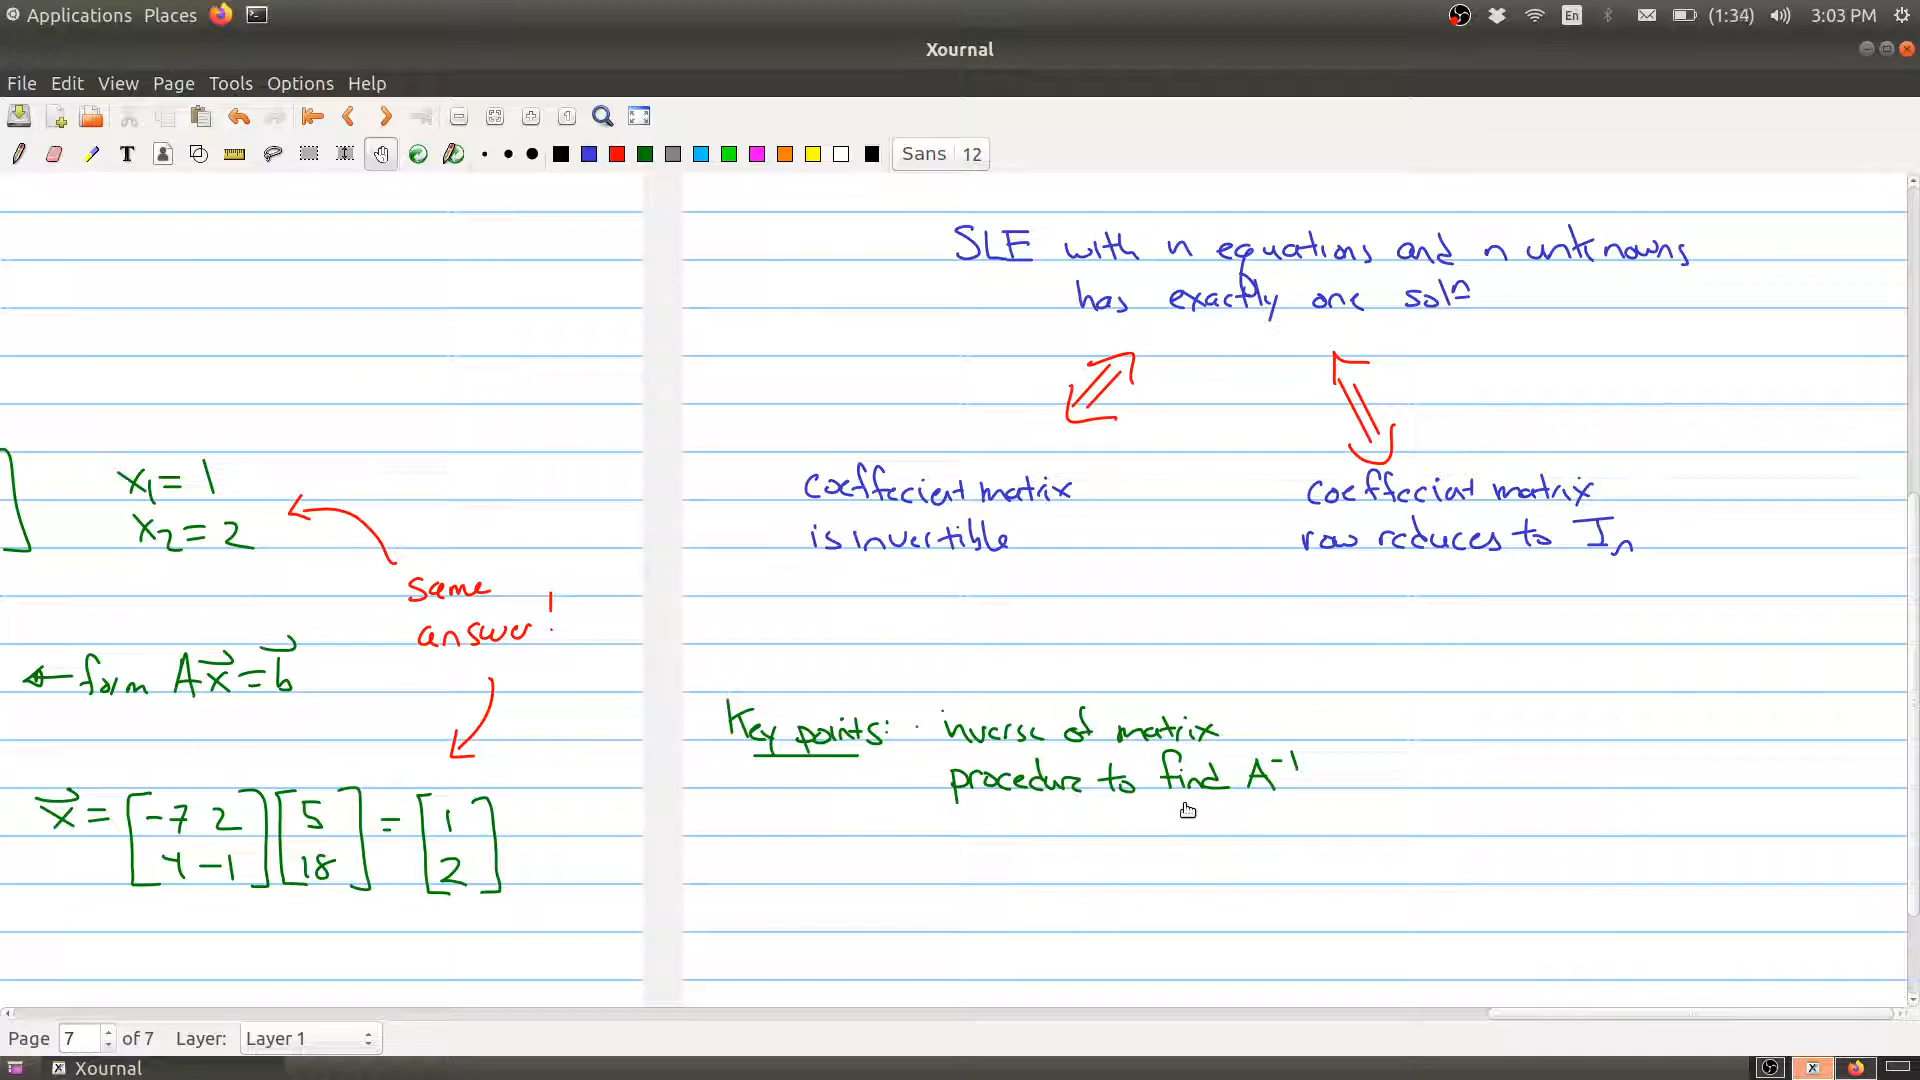 Applications Places
En (1:34) 3:03 PM
Xournal
File Edit View Page Tools Options Help
T Sans 12
SLE with n equations and n unknowns
has exactly one solⁿ
x₁ = 1
x₂ = 2
same
answer!
← form Ax⃗ = b⃗
x⃗ = [-7 2] [5] = [1]
[4 -1] [18] [2]
coeffecient matrix
is invertible
coeffeciant matrix
row reduces to Iₙ
Key points: · inverse of matrix
procedure to find A⁻¹
Page 7 of 7 Layer: Layer 1
Xournal